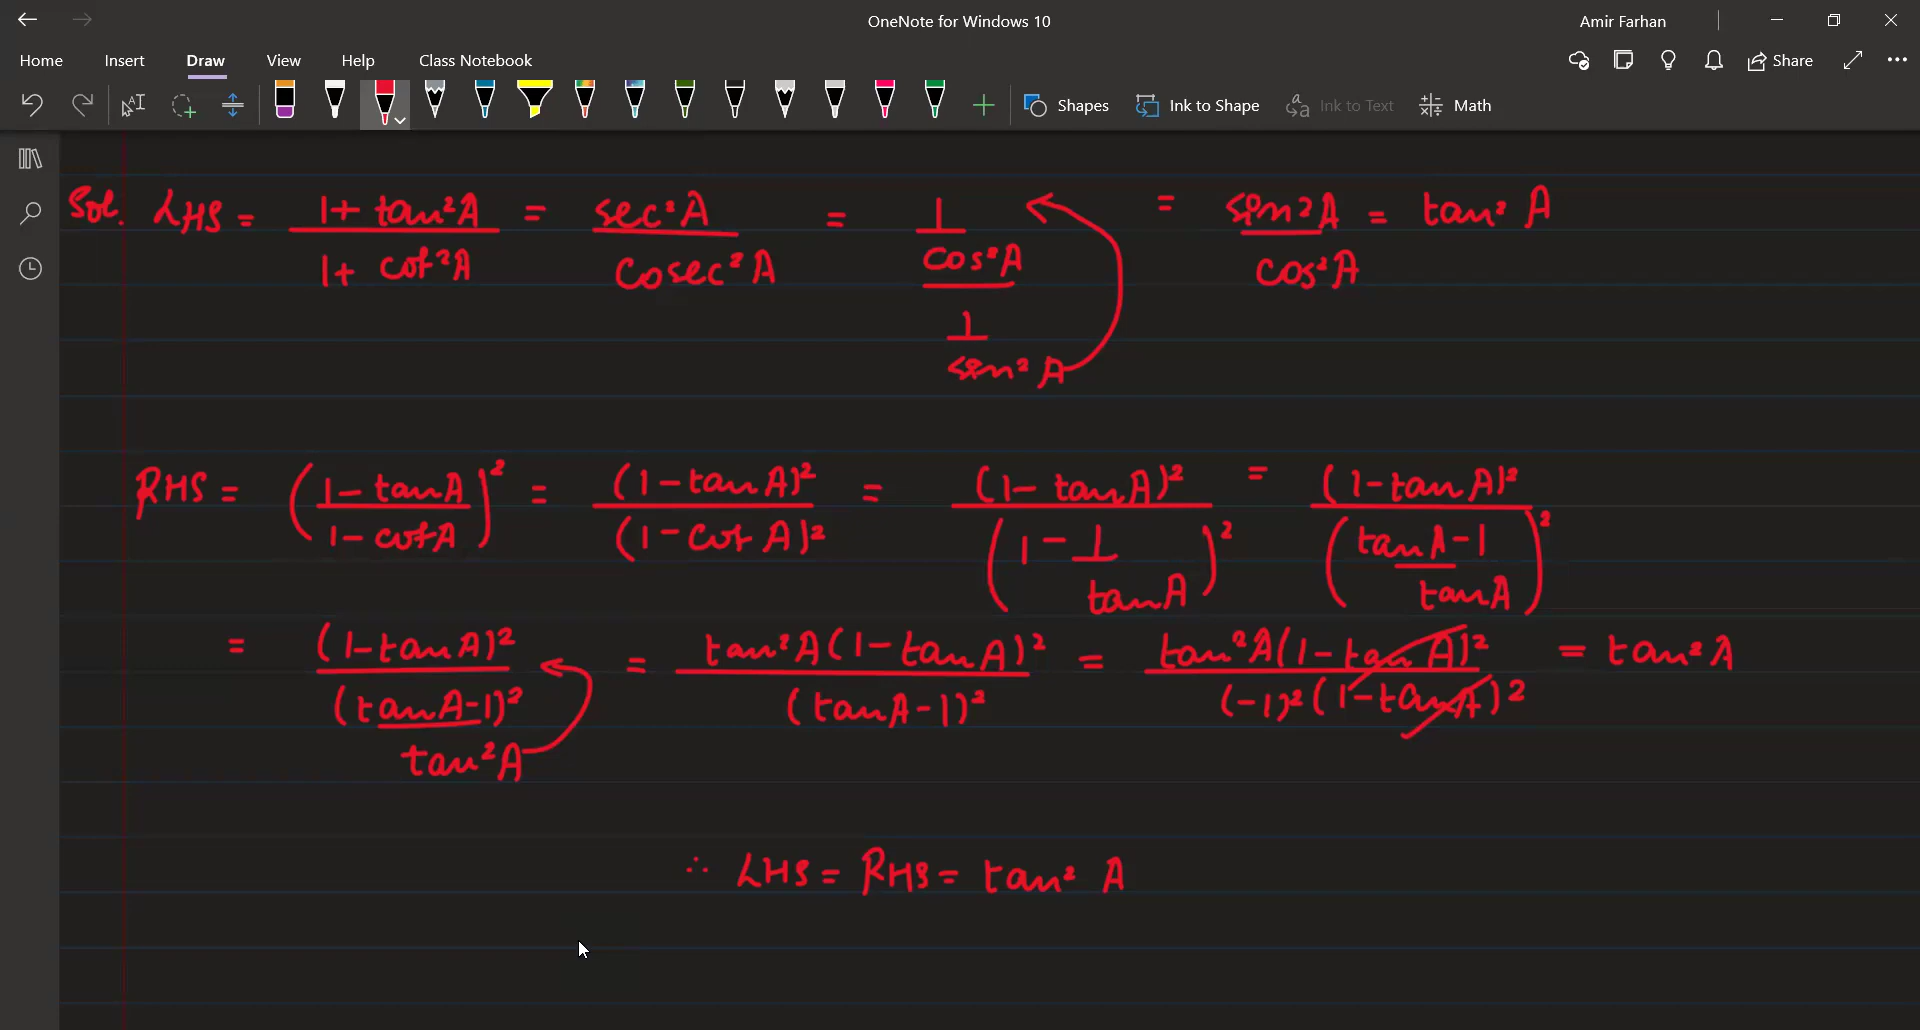 OneNote for Windows 10
Amir Farhan
Home Insert Draw View Help Class Notebook
Share
Shapes Ink to Shape Ink to Text Math
Sol. LHS = (1 + tan²A)/(1 + cot²A) = sec²A/cosec²A = (1/cos²A)/(1/sin²A) = sin²A/cos²A = tan²A
RHS = ((1 - tanA)/(1 - cotA))² = (1 - tanA)²/(1 - cotA)² = (1 - tanA)²/(1 - 1/tanA)² = (1 - tanA)²/((tanA - 1)/tanA)²
= (1 - tanA)²/((tanA - 1)²/tan²A) = tan²A(1 - tanA)²/(tanA - 1)² = tan²A(1 - tanA)²/((-1)²(1 - tanA)²) = tan²A
∴ LHS = RHS = tan² A